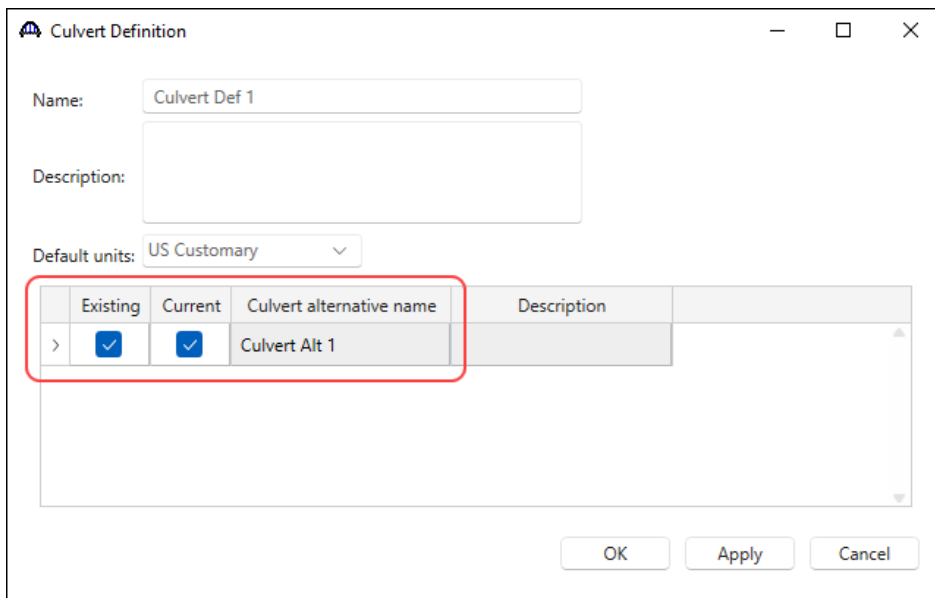 Culvert Definition
Name: Culvert Def 1
Description:
Default units: US Customary
Existing Current Culvert alternative name Description
Culvert Alt 1
OK Apply Cancel